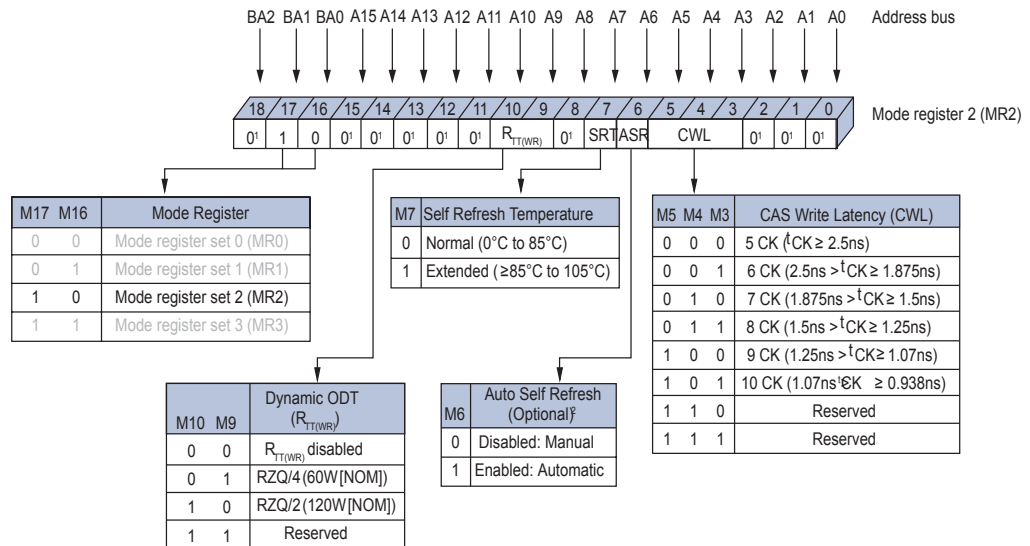 BA2 BA1 BA0 A15 A14 A13 A12 A11 A10 A9 A8 A7 A6 A5 A4 A3 A2 A1 A0 Address bus
18 17 16 15 14 13 12 11 10 9 8 7 6 5 4 3 2 1 0 Mode register 2 (MR2)
0¹ 1 0 0¹ 0¹ 0¹ 0¹ 0¹ RTT(WR) 0¹ SRT ASR CWL 0¹ 0¹ 0¹
M17 M16 Mode Register
0 0 Mode register set 0 (MR0)
0 1 Mode register set 1 (MR1)
1 0 Mode register set 2 (MR2)
1 1 Mode register set 3 (MR3)
M7 Self Refresh Temperature
0 Normal (0°C to 85°C)
1 Extended (≥85°C to 105°C)
M5 M4 M3 CAS Write Latency (CWL)
0 0 0 5 CK (tCK ≥ 2.5ns)
0 0 1 6 CK (2.5ns > tCK ≥ 1.875ns)
0 1 0 7 CK (1.875ns > tCK ≥ 1.5ns)
0 1 1 8 CK (1.5ns > tCK ≥ 1.25ns)
1 0 0 9 CK (1.25ns > tCK ≥ 1.07ns)
1 0 1 10 CK (1.07ns CK ≥ 0.938ns)
1 1 0 Reserved
1 1 1 Reserved
M10 M9 Dynamic ODT
(RTT(WR))
0 0 RTT(WR) disabled
0 1 RZQ/4 (60W [NOM])
1 0 RZQ/2 (120W [NOM])
1 1 Reserved
M6 Auto Self Refresh
(Optional)²
0 Disabled: Manual
1 Enabled: Automatic